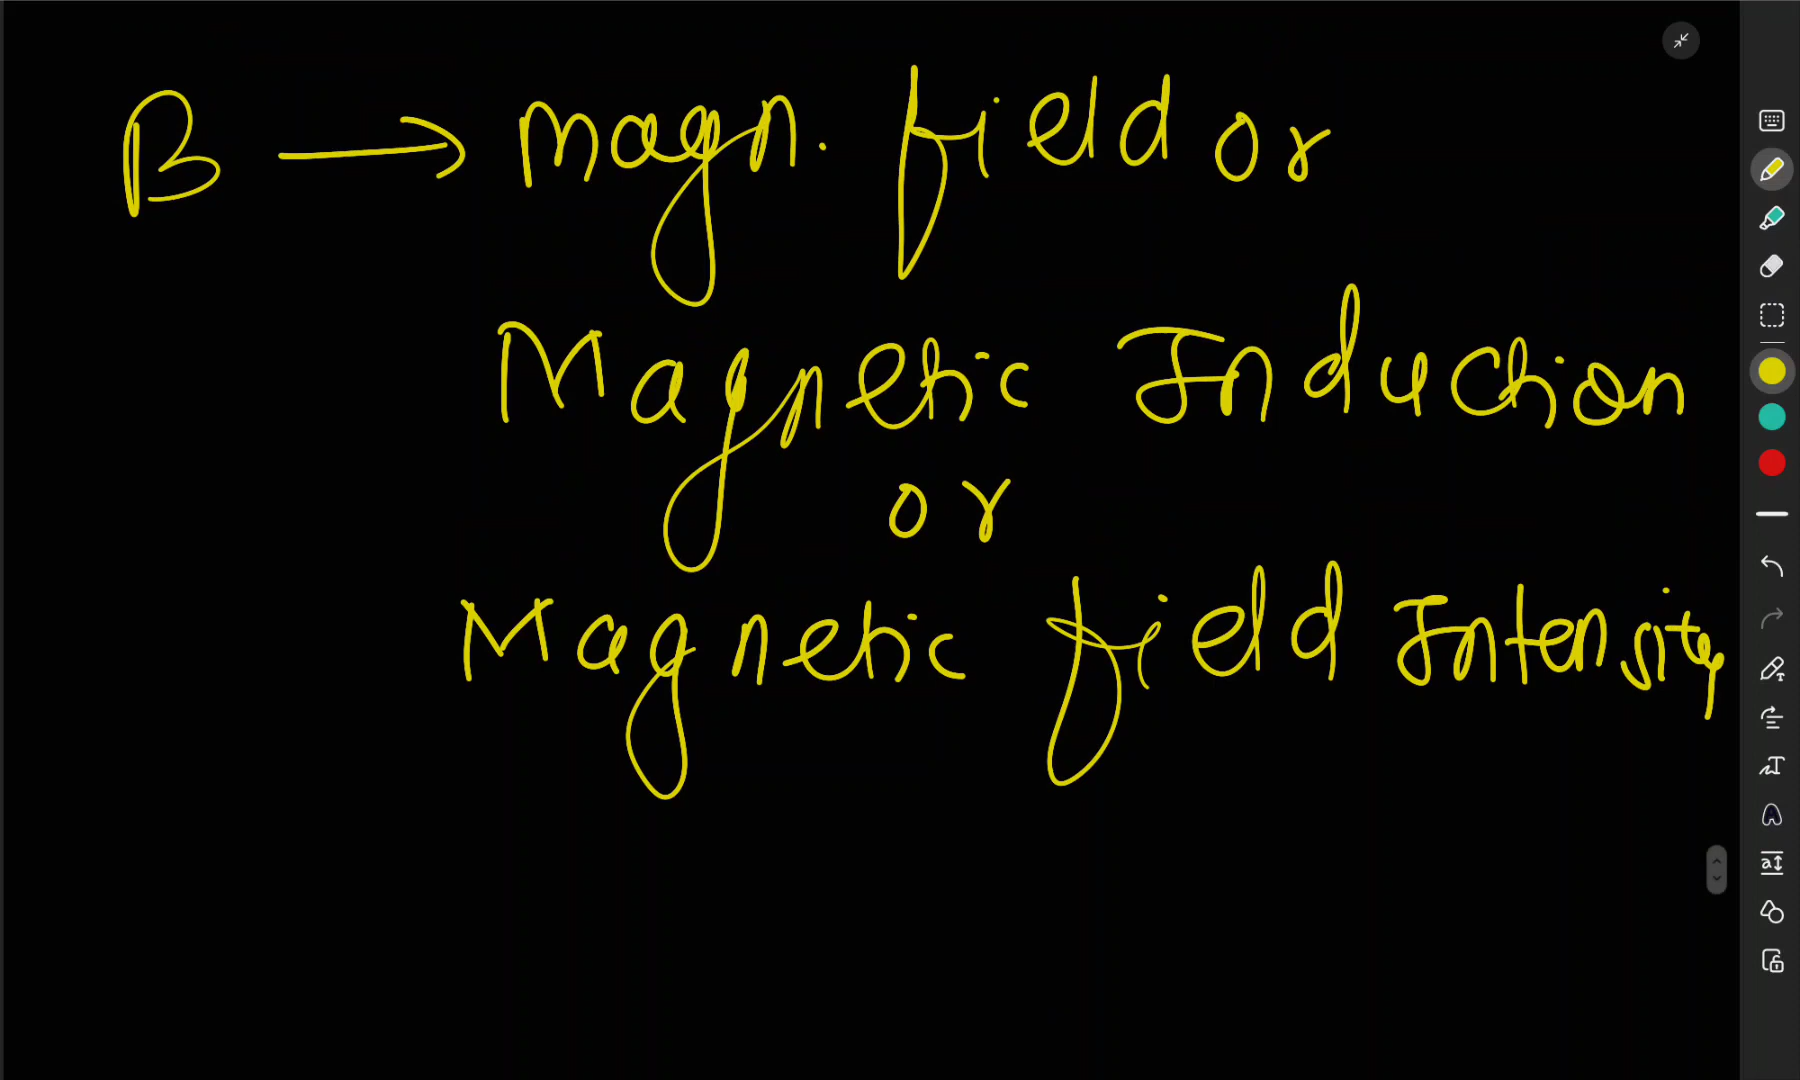 B → magn. field or
Magnetic Induction
or
Magnetic field Intensity